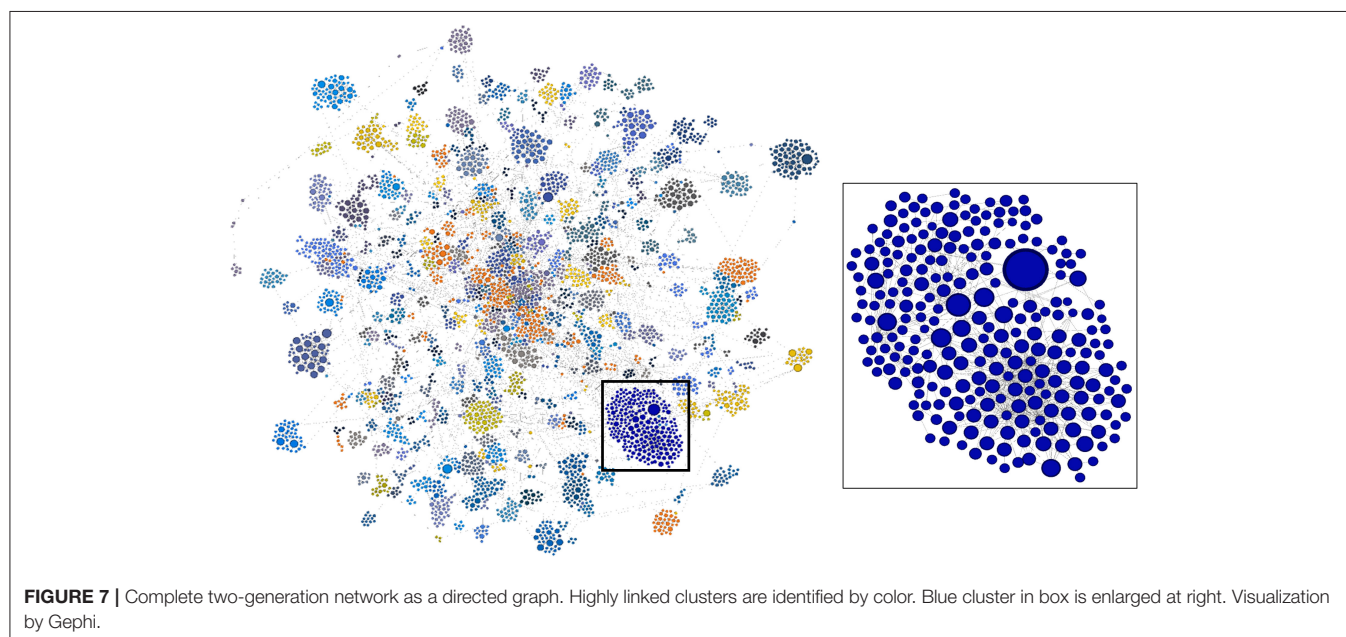 FIGURE 7 | Complete two-generation network as a directed graph. Highly linked clusters are identified by color. Blue cluster in box is enlarged at right. Visualization
by Gephi.